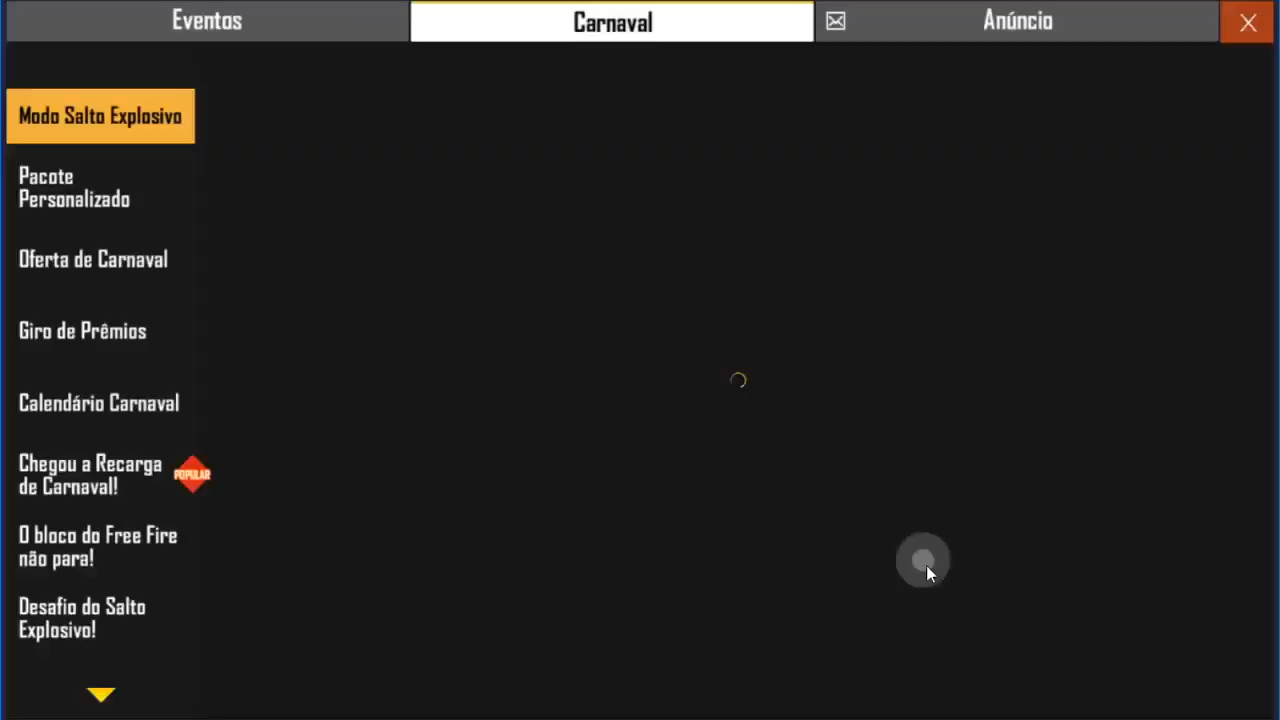 Eventos
Carnaval
Anúncio
Modo Salto Explosivo
Pacote
Personalizado
Oferta de Carnaval
Giro de Prêmios
Calendário Carnaval
Chegou a Recarga
de Carnaval!
POPULAR
O bloco do Free Fire
não para!
Desafio do Salto
Explosivo!